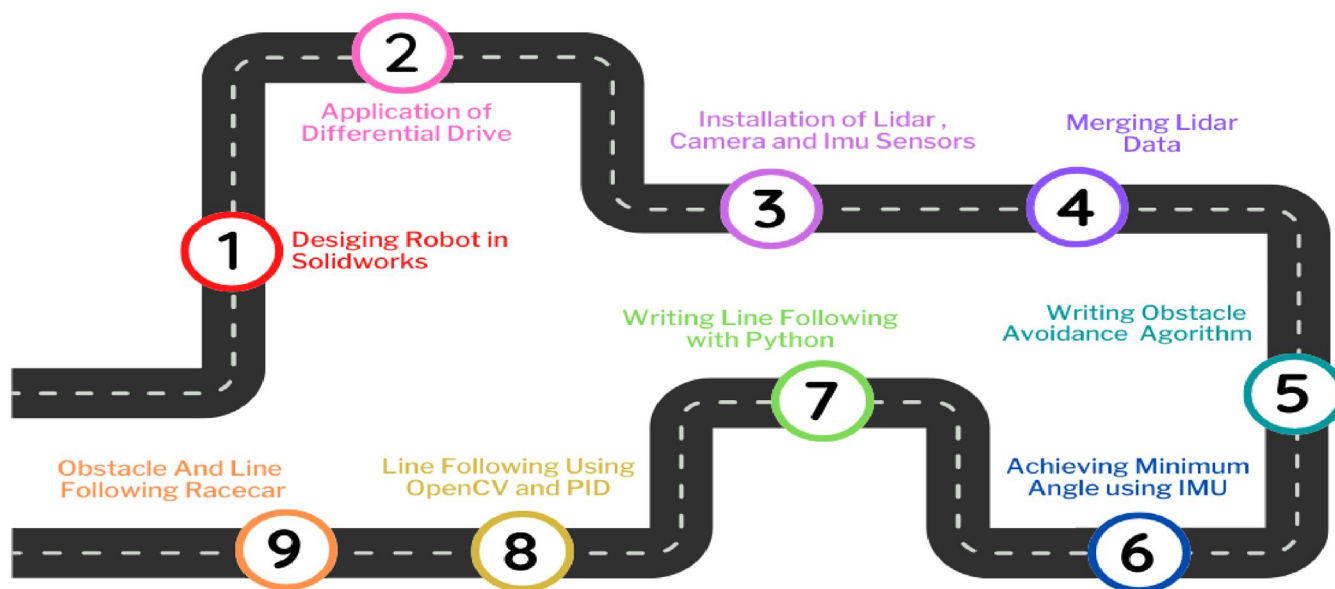 1
Desiging Robot in
Solidworks
2
Application of
Differential Drive
3
Installation of Lidar ,
Camera and Imu Sensors
4
Merging Lidar
Data
5
Writing Obstacle
Avoidance Agorithm
6
Achieving Minimum
Angle using IMU
7
Writing Line Following
with Python
8
Line Following Using
OpenCV and PID
9
Obstacle And Line
Following Racecar